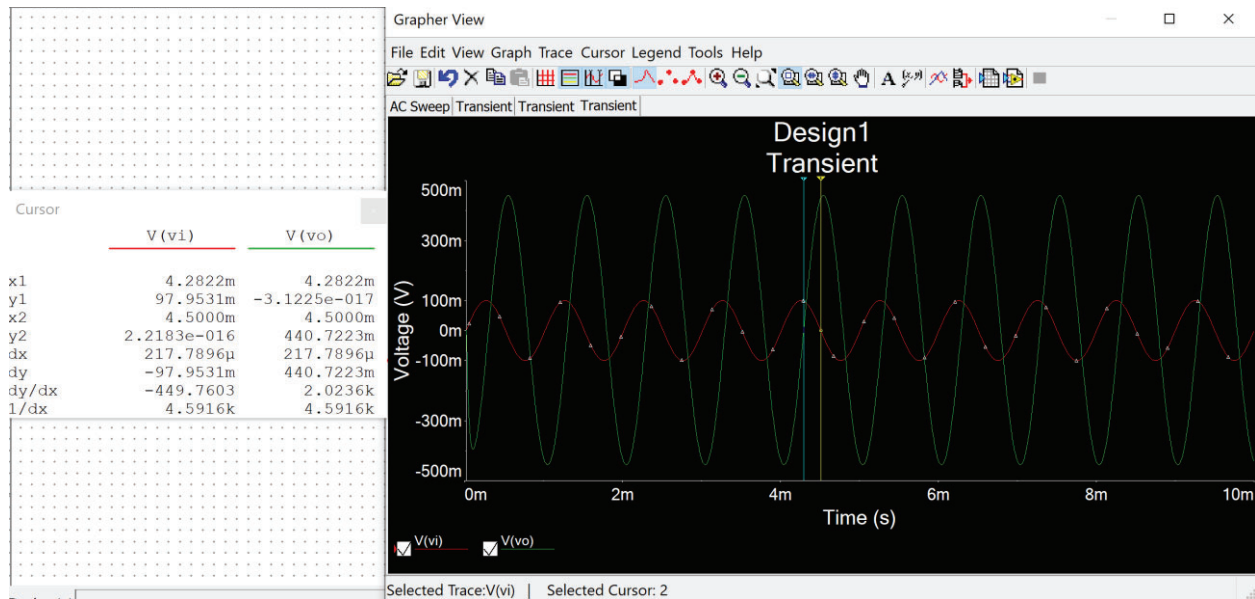 Grapher View
File Edit View Graph Trace Cursor Legend Tools Help
A (x,y)
AC Sweep Transient Transient Transient
Design1
Transient
Cursor
V(vi) V(vo)
x1 4.2822m 4.2822m
y1 97.9531m -3.1225e-017
x2 4.5000m 4.5000m
y2 2.2183e-016 440.7223m
dx 217.7896µ 217.7896µ
dy -97.9531m 440.7223m
dy/dx -449.7603 2.0236k
1/dx 4.5916k 4.5916k
Voltage (V)
500m
300m
100m
0m
-100m
-300m
-500m
0m 2m 4m 6m 8m 10m
Time (s)
V(vi) V(vo)
Selected Trace:V(vi) | Selected Cursor: 2